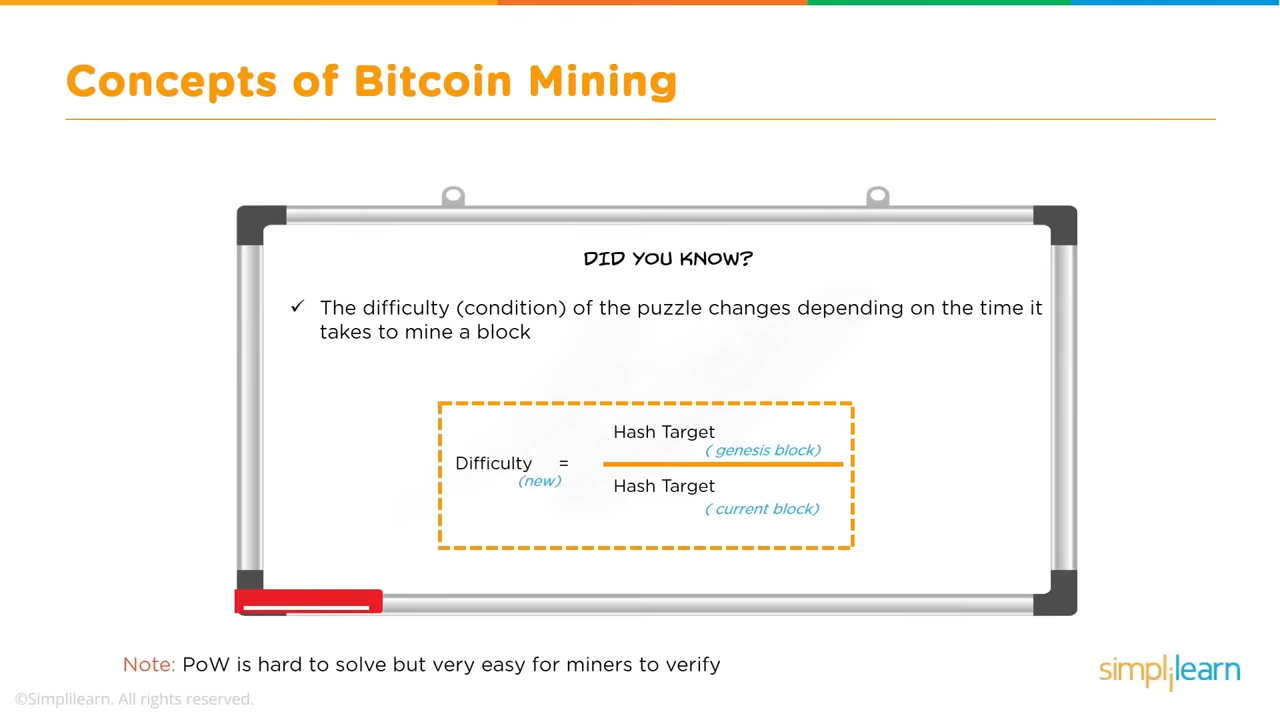 Concepts of Bitcoin Mining
DID YOU KNOW?
✓ The difficulty (condition) of the puzzle changes depending on the time it
takes to mine a block
Hash Target
( genesis block)
Difficulty =
(new)
Hash Target
( current block)
Note: PoW is hard to solve but very easy for miners to verify
simplilearn
©Simplilearn. All rights reserved.